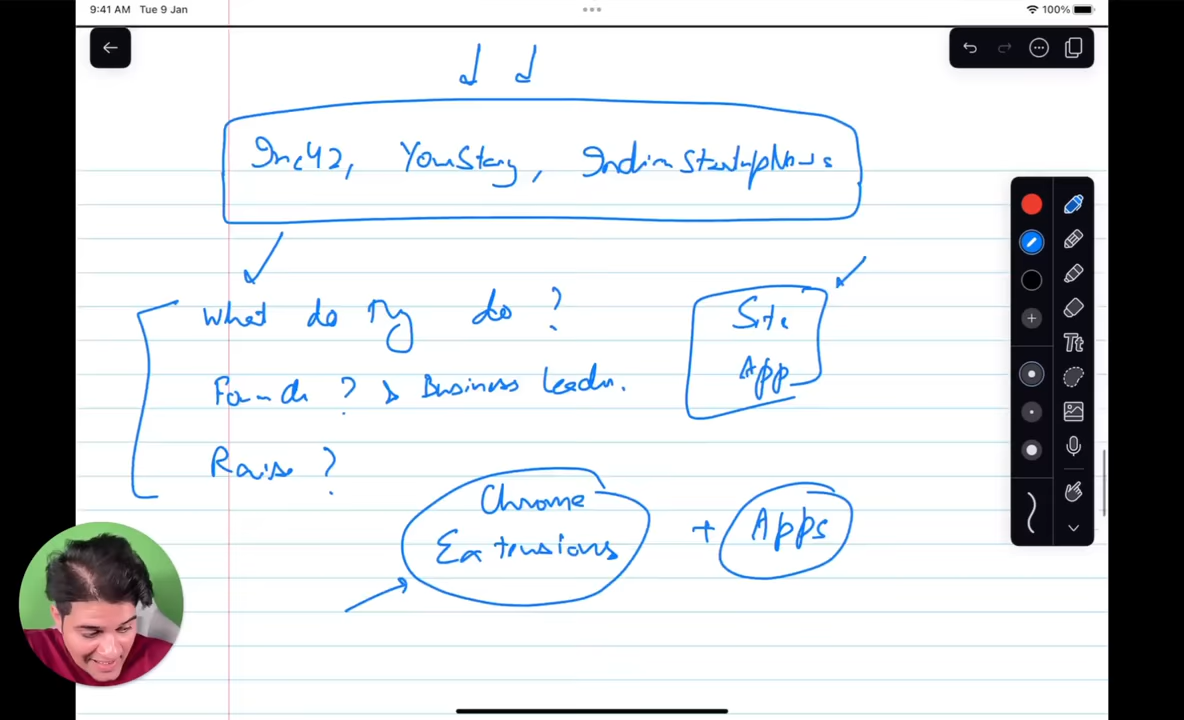 9:41 AM Tue 9 Jan
100%
Inc42, YourStory, IndianStartupNews
What do they do ?
Site
App
Founder ? & Business leader.
Raise ?
Chrome
Extensions
+ Apps
Tt